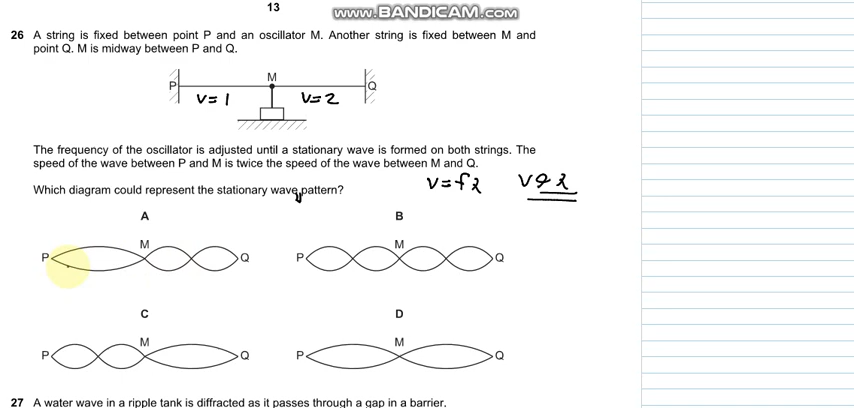 13
www.BANDICAM.com
26 A string is fixed between point P and an oscillator M. Another string is fixed between M and
point Q. M is midway between P and Q.
P M Q
v=1 v=2
The frequency of the oscillator is adjusted until a stationary wave is formed on both strings. The
speed of the wave between P and M is twice the speed of the wave between M and Q.
Which diagram could represent the stationary wave pattern?
v=fλ v∝λ
A B
P M Q P M Q
C D
P M Q P M Q
27 A water wave in a ripple tank is diffracted as it passes through a gap in a barrier.